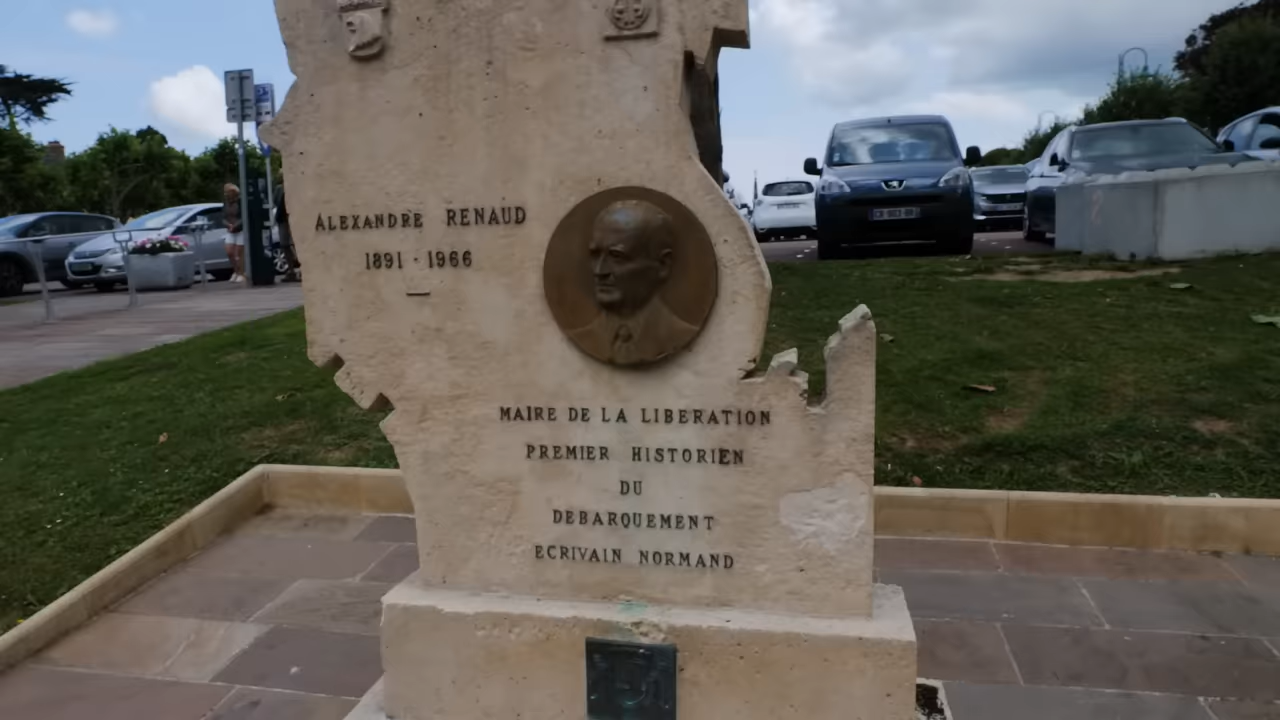 ALEXANDRE RENAUD
1891 - 1966
MAIRE DE LA LIBERATION
PREMIER HISTORIEN
DU
DEBARQUEMENT
ECRIVAIN NORMAND